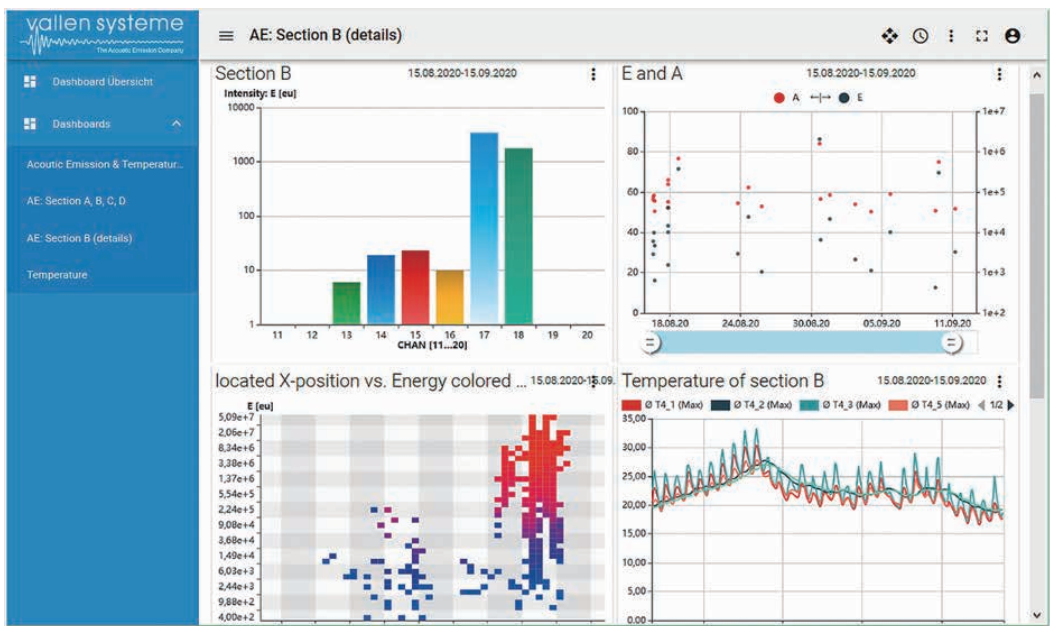 vallen systeme
The Acoustic Emission Company
Dashboard Übersicht
Dashboards
Acoutic Emission & Temperatur...
AE: Section A, B, C, D
AE: Section B (details)
Temperature
AE: Section B (details)
Section B
15.08.2020-15.09.2020
Intensity: E [eu]
10000
1000
100
10
1
11 12 13 14 15 16 17 18 19 20
CHAN [11...20]
E and A
15.08.2020-15.09.2020
A E
100
80
60
40
20
1e+7
1e+6
1e+5
1e+4
1e+3
1e+2
18.08.20 24.08.20 30.08.20 05.09.20 11.09.20
located X-position vs. Energy colored ... 15.08.2020-15.09.
E [eu]
5,09e+7
2,06e+7
8,34e+6
3,38e+6
1,37e+6
5,54e+5
2,24e+5
9,08e+4
3,68e+4
1,49e+4
6,03e+3
2,44e+3
9,88e+2
4,00e+2
Temperature of section B
15.08.2020-15.09.2020
Ø T4_1 (Max) Ø T4_2 (Max) Ø T4_3 (Max) Ø T4_5 (Max) 1/2
35,00
30,00
25,00
20,00
15,00
10,00
5,00
0.00